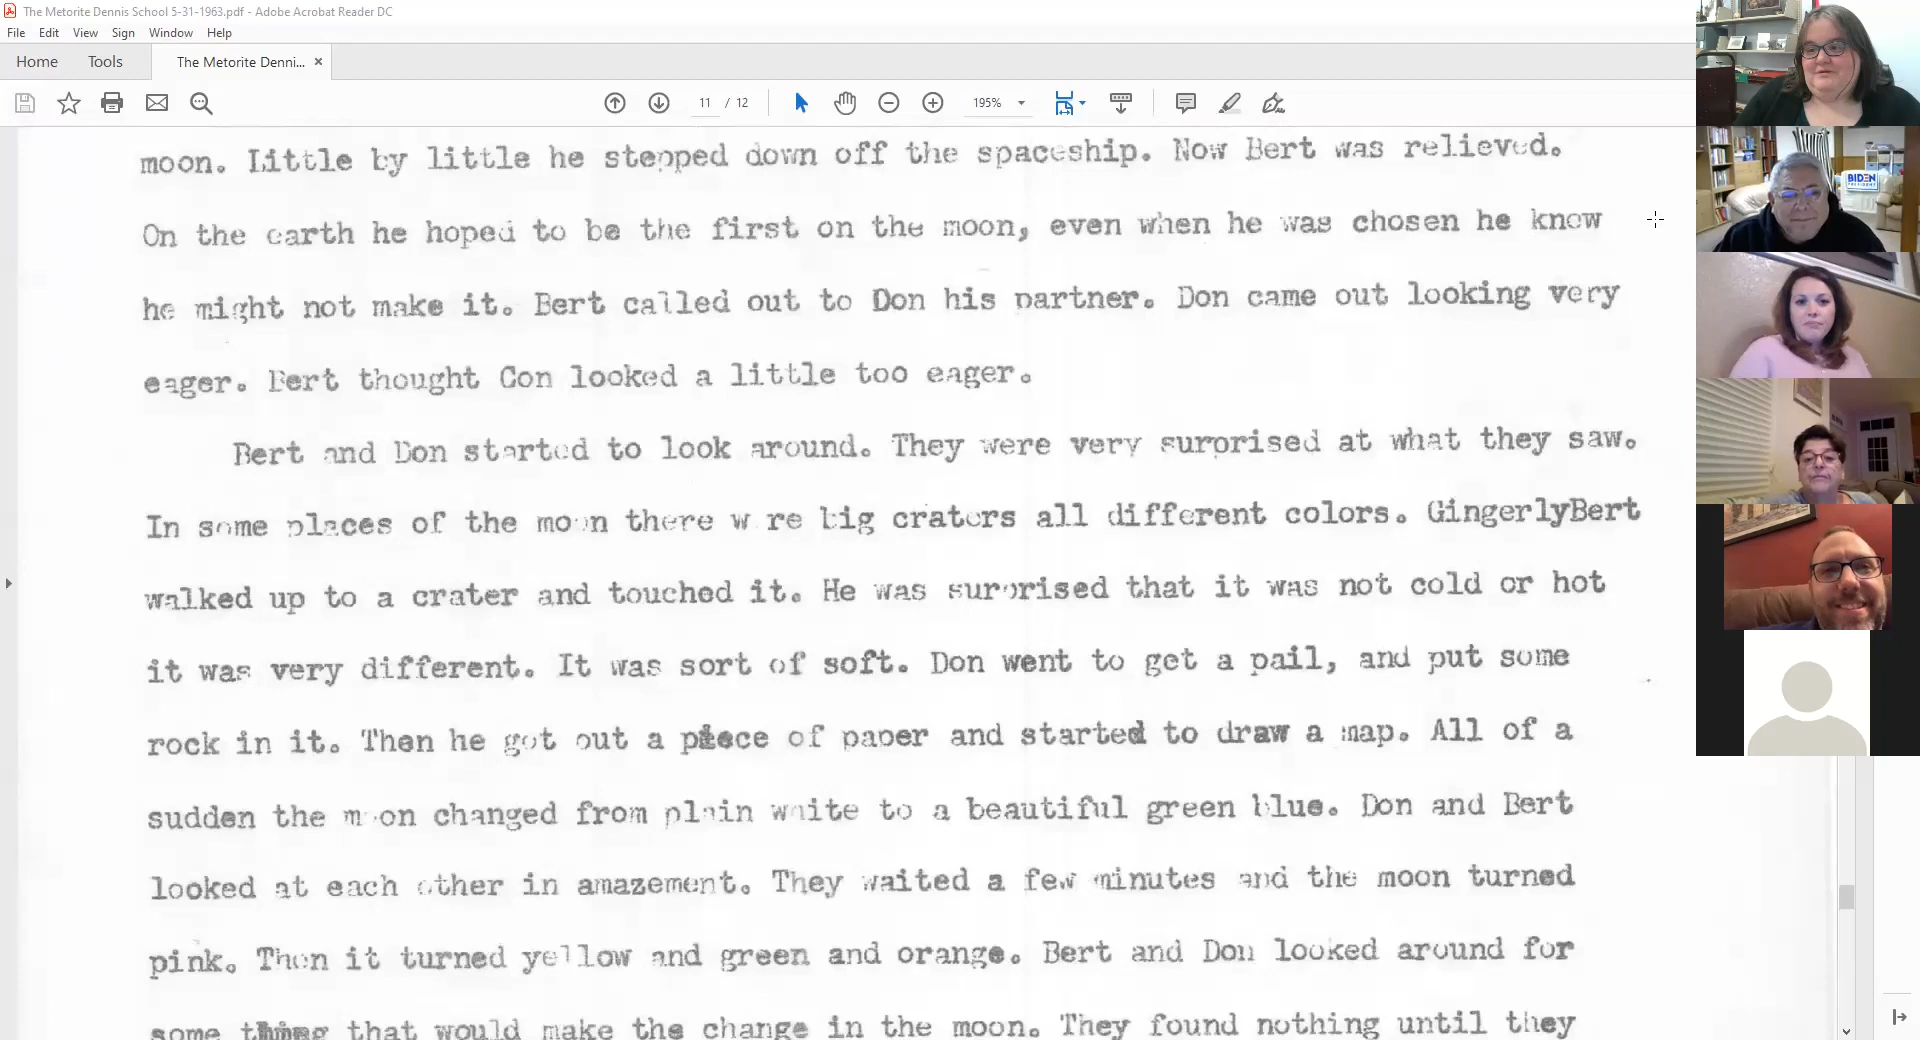 The Metorite Dennis School 5-31-1963.pdf - Adobe Acrobat Reader DC
File Edit View Sign Window Help
Home Tools The Metorite Denni... ×
11 / 12 195%
moon. Little by little he stepped down off the spaceship. Now Bert was relieved.
On the earth he hoped to be the first on the moon, even when he was chosen he know
he might not make it. Bert called out to Don his partner. Don came out looking very
eager. Bert thought Con looked a little too eager.
Bert and Don started to look around. They were very surprised at what they saw.
In some places of the moon there w re big craters all different colors. GingerlyBert
walked up to a crater and touched it. He was surprised that it was not cold or hot
it was very different. It was sort of soft. Don went to get a pail, and put some
rock in it. Then he got out a piece of paper and started to draw a map. All of a
sudden the moon changed from plain white to a beautiful green blue. Don and Bert
looked at each other in amazement. They waited a few minutes and the moon turned
pink. Then it turned yellow and green and orange. Bert and Don looked around for
some thing that would make the change in the moon. They found nothing until they
BIDEN
PRESIDENT